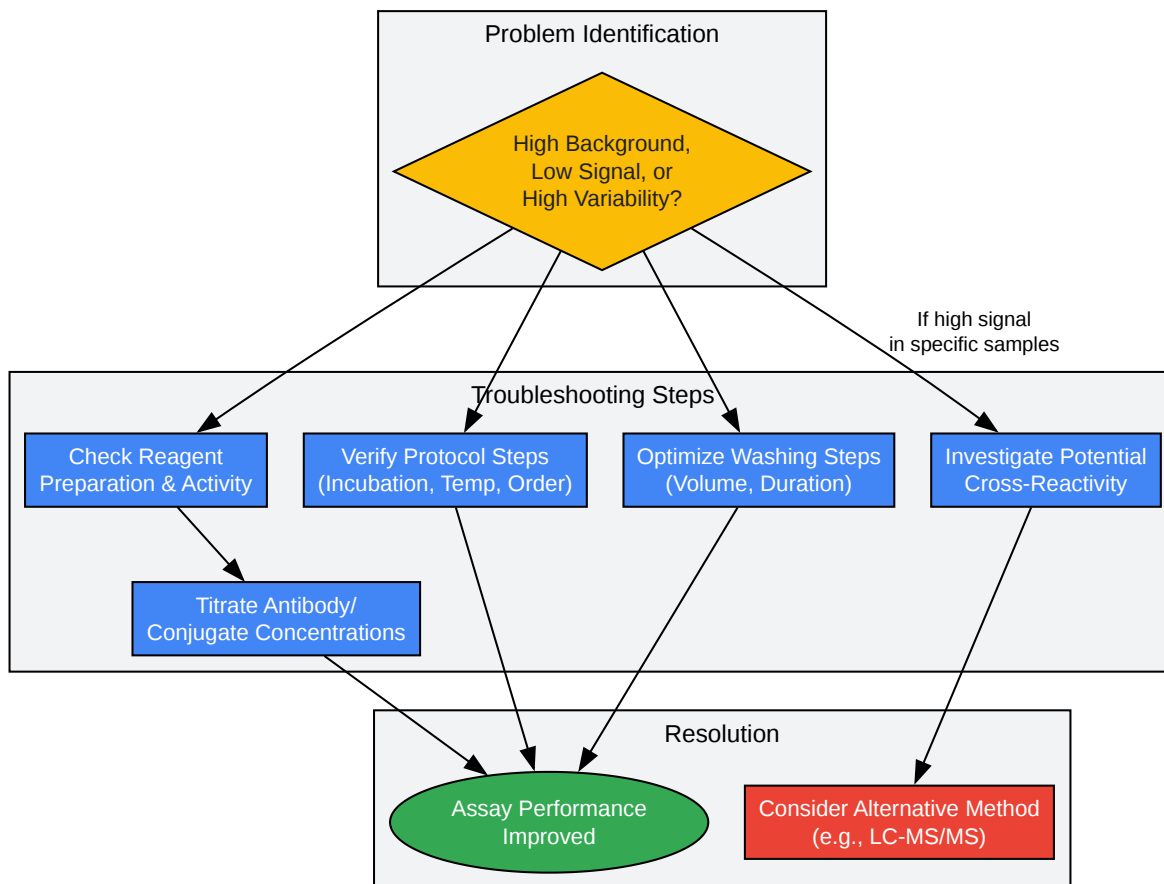 Problem Identification
High Background,
Low Signal, or
High Variability?
If high signal
in specific samples
Troubleshooting Steps
Check Reagent
Preparation & Activity
Verify Protocol Steps
(Incubation, Temp, Order)
Optimize Washing Steps
(Volume, Duration)
Investigate Potential
Cross-Reactivity
Titrate Antibody/
Conjugate Concentrations
Resolution
Assay Performance
Improved
Consider Alternative Method
(e.g., LC-MS/MS)